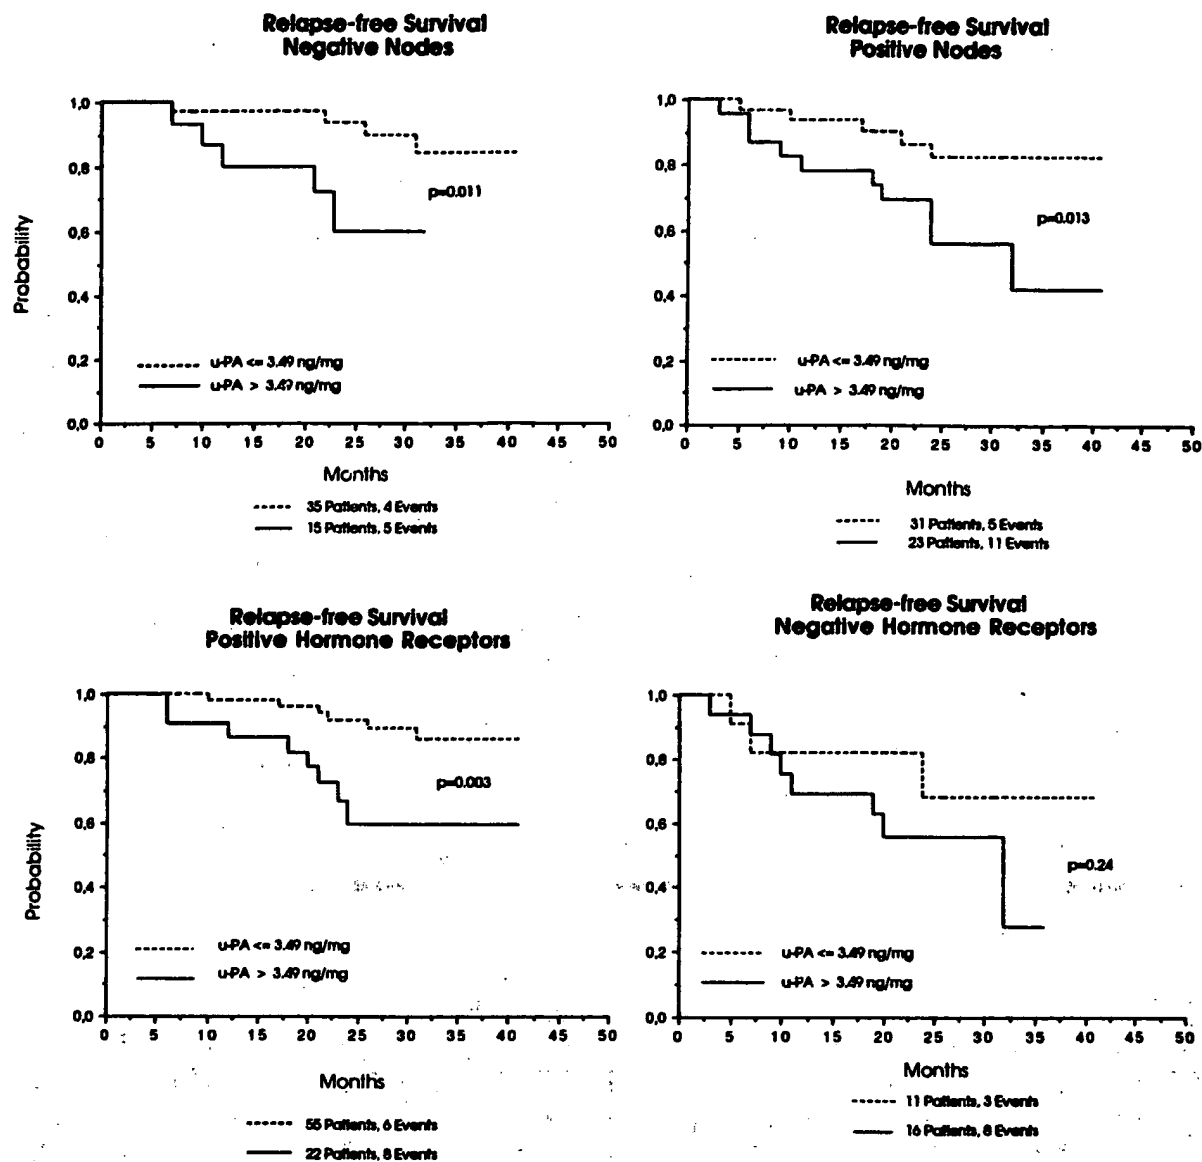 Relapse-free Survival
Negative Nodes
Probability
1,0
0,8
0,6
0,4
0,2
0,0
p=0.011
u-PA <= 3.49 ng/mg
u-PA > 3.49 ng/mg
0 5 10 15 20 25 30 35 40 45 50
Months
35 Patients, 4 Events
15 Patients, 5 Events
Relapse-free Survival
Positive Nodes
1,0
0,8
0,6
0,4
0,2
0,0
p=0.013
u-PA <= 3.49 ng/mg
u-PA > 3.49 ng/mg
0 5 10 15 20 25 30 35 40 45 50
Months
31 Patients, 5 Events
23 Patients, 11 Events
Relapse-free Survival
Positive Hormone Receptors
Probability
1,0
0,8
0,6
0,4
0,2
0,0
p=0.003
u-PA <= 3.49 ng/mg
u-PA > 3.49 ng/mg
0 5 10 15 20 25 30 35 40 45 50
Months
55 Patients, 6 Events
22 Patients, 8 Events
Relapse-free Survival
Negative Hormone Receptors
1,0
0,8
0,6
0,4
0,2
0,0
p=0.24
u-PA <= 3.49 ng/mg
u-PA > 3.49 ng/mg
0 5 10 15 20 25 30 35 40 45 50
Months
11 Patients, 3 Events
16 Patients, 8 Events